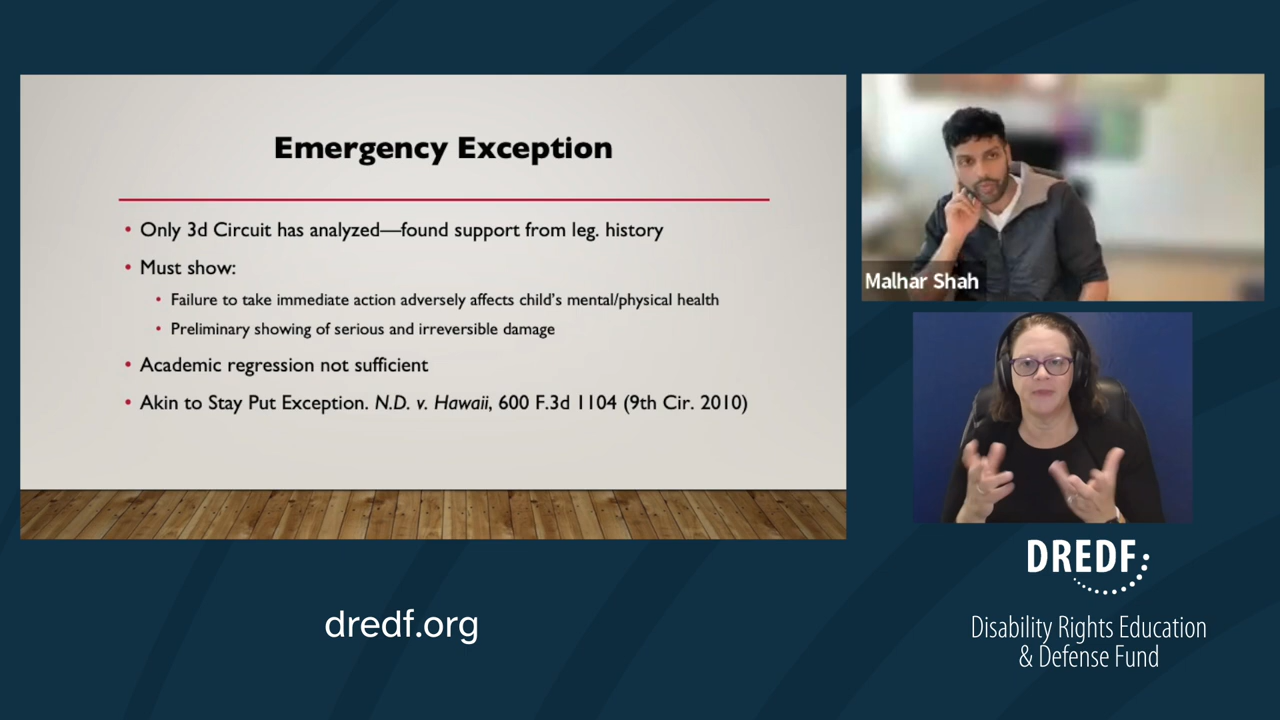 Emergency Exception
• Only 3d Circuit has analyzed—found support from leg. history
• Must show:
• Failure to take immediate action adversely affects child's mental/physical health
• Preliminary showing of serious and irreversible damage
• Academic regression not sufficient
• Akin to Stay Put Exception. N.D. v. Hawaii, 600 F.3d 1104 (9th Cir. 2010)
Malhar Shah
DREDF
Disability Rights Education
& Defense Fund
dredf.org